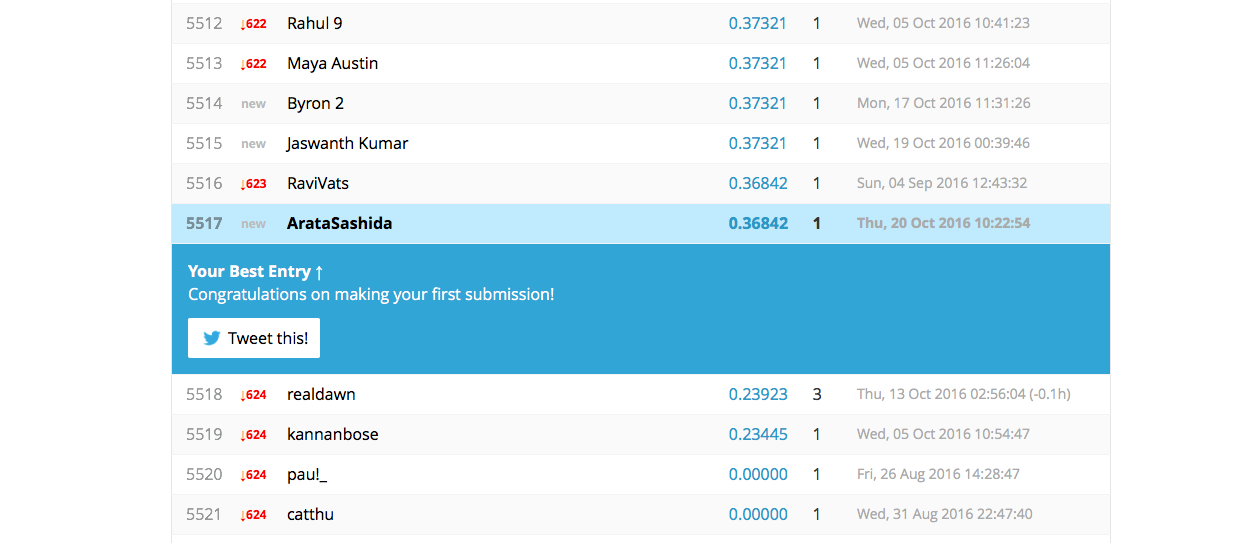 5512 ↓622 Rahul 9 0.37321 1 Wed, 05 Oct 2016 10:41:23
5513 ↓622 Maya Austin 0.37321 1 Wed, 05 Oct 2016 11:26:04
5514 new Byron 2 0.37321 1 Mon, 17 Oct 2016 11:31:26
5515 new Jaswanth Kumar 0.37321 1 Wed, 19 Oct 2016 00:39:46
5516 ↓623 RaviVats 0.36842 1 Sun, 04 Sep 2016 12:43:32
5517 new ArataSashida 0.36842 1 Thu, 20 Oct 2016 10:22:54
Your Best Entry ↑
Congratulations on making your first submission!
Tweet this!
5518 ↓624 realdawn 0.23923 3 Thu, 13 Oct 2016 02:56:04 (-0.1h)
5519 ↓624 kannanbose 0.23445 1 Wed, 05 Oct 2016 10:54:47
5520 ↓624 pau!_ 0.00000 1 Fri, 26 Aug 2016 14:28:47
5521 ↓624 catthu 0.00000 1 Wed, 31 Aug 2016 22:47:40